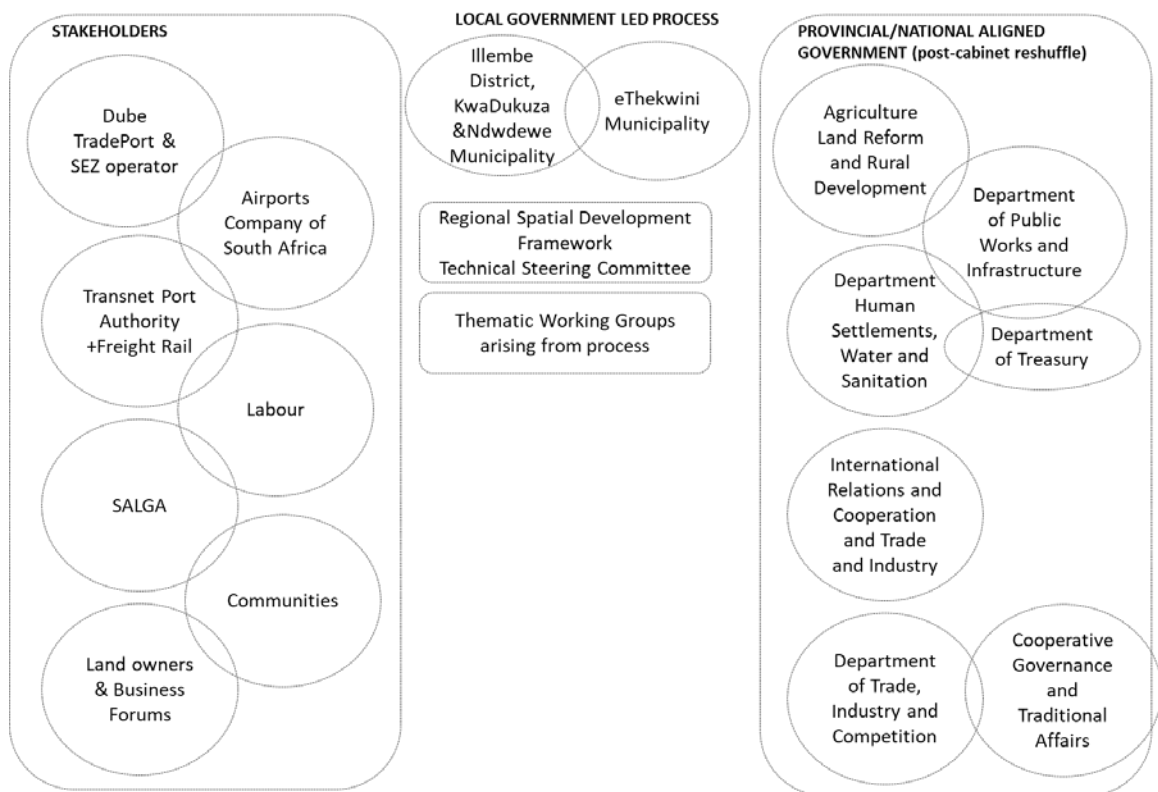 STAKEHOLDERS
Dube
TradePort &
SEZ operator
Airports
Company of
South Africa
Transnet Port
Authority
+Freight Rail
Labour
SALGA
Communities
Land owners
& Business
Forums
LOCAL GOVERNMENT LED PROCESS
Illembe
District,
KwaDukuza
&Ndwdewe
Municipality
eThekwini
Municipality
Regional Spatial Development
Framework
Technical Steering Committee
Thematic Working Groups
arising from process
PROVINCIAL/NATIONAL ALIGNED
GOVERNMENT (post-cabinet reshuffle)
Agriculture
Land Reform
and Rural
Development
Department
of Public
Works and
Infrastructure
Department
Human
Settlements,
Water and
Sanitation
Department
of Treasury
International
Relations and
Cooperation
and Trade
and Industry
Department
of Trade,
Industry and
Competition
Cooperative
Governance
and
Traditional
Affairs